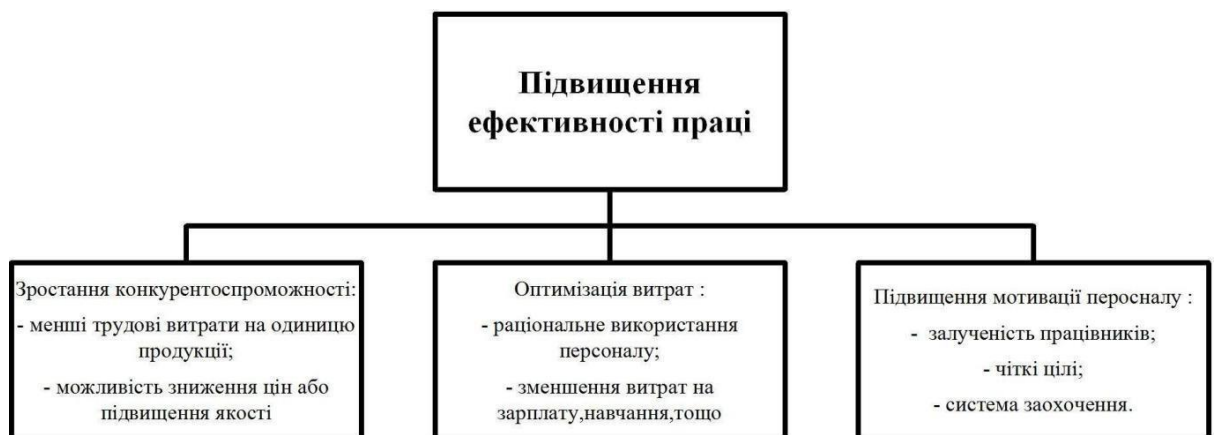 Підвищення
ефективності праці
Зростання конкурентоспроможності:
- менші трудові витрати на одиницю
продукції;
- можливість зниження цін або
підвищення якості
Оптимізація витрат :
- раціональне використання
персоналу;
- зменшення витрат на
зарплату,навчання,тощо
Підвищення мотивації перосналу :
- залученість працівників;
- чіткі цілі;
- система заохочення.